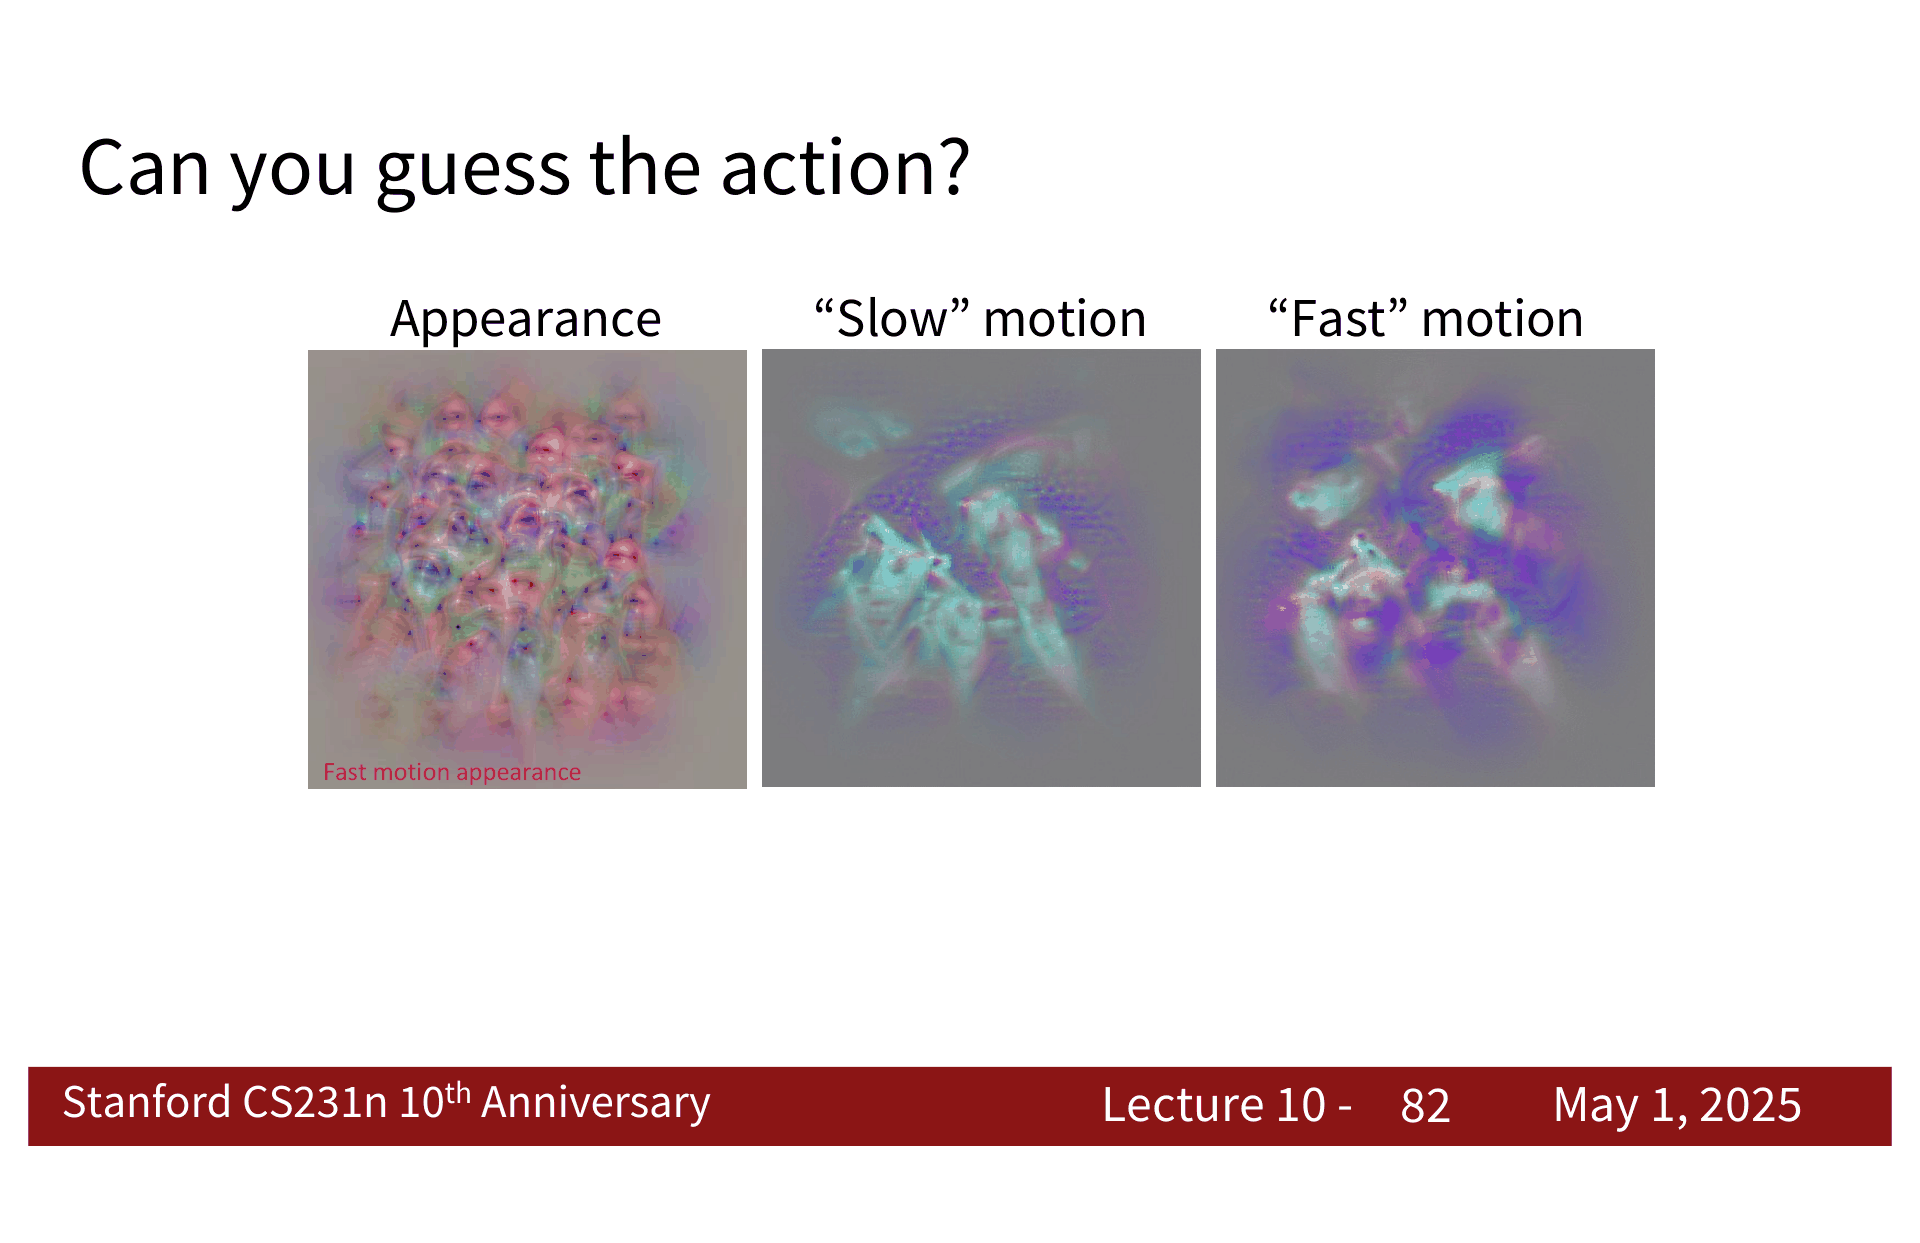 Can you guess the action?
Appearance
“Slow” motion
“Fast” motion
Fast motion appearance
Stanford CS231n 10th Anniversary
Lecture 10 - 82
May 1, 2025